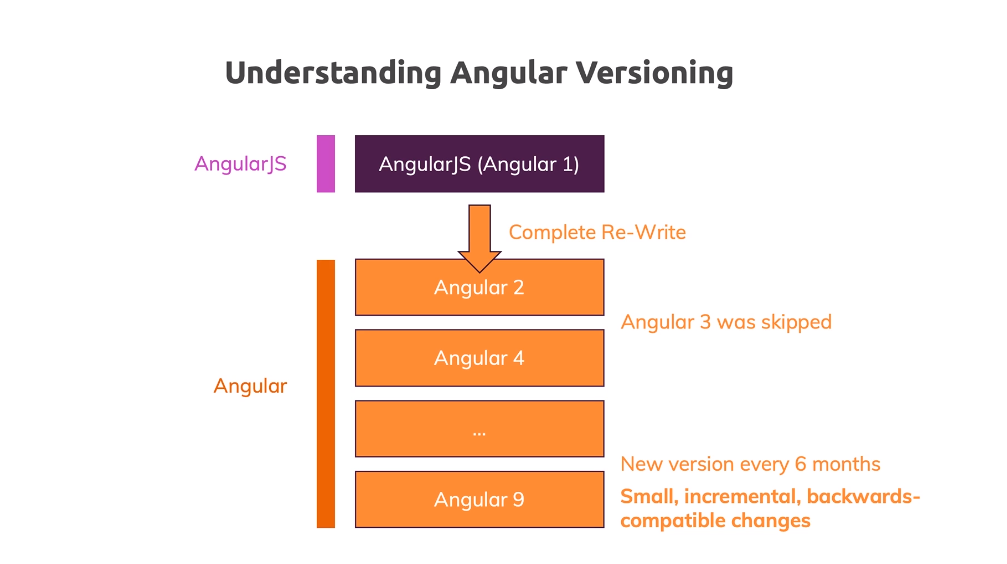 Understanding Angular Versioning
AngularJS
AngularJS (Angular 1)
Complete Re-Write
Angular 2
Angular 3 was skipped
Angular 4
Angular
...
New version every 6 months
Angular 9
Small, incremental, backwards-
compatible changes